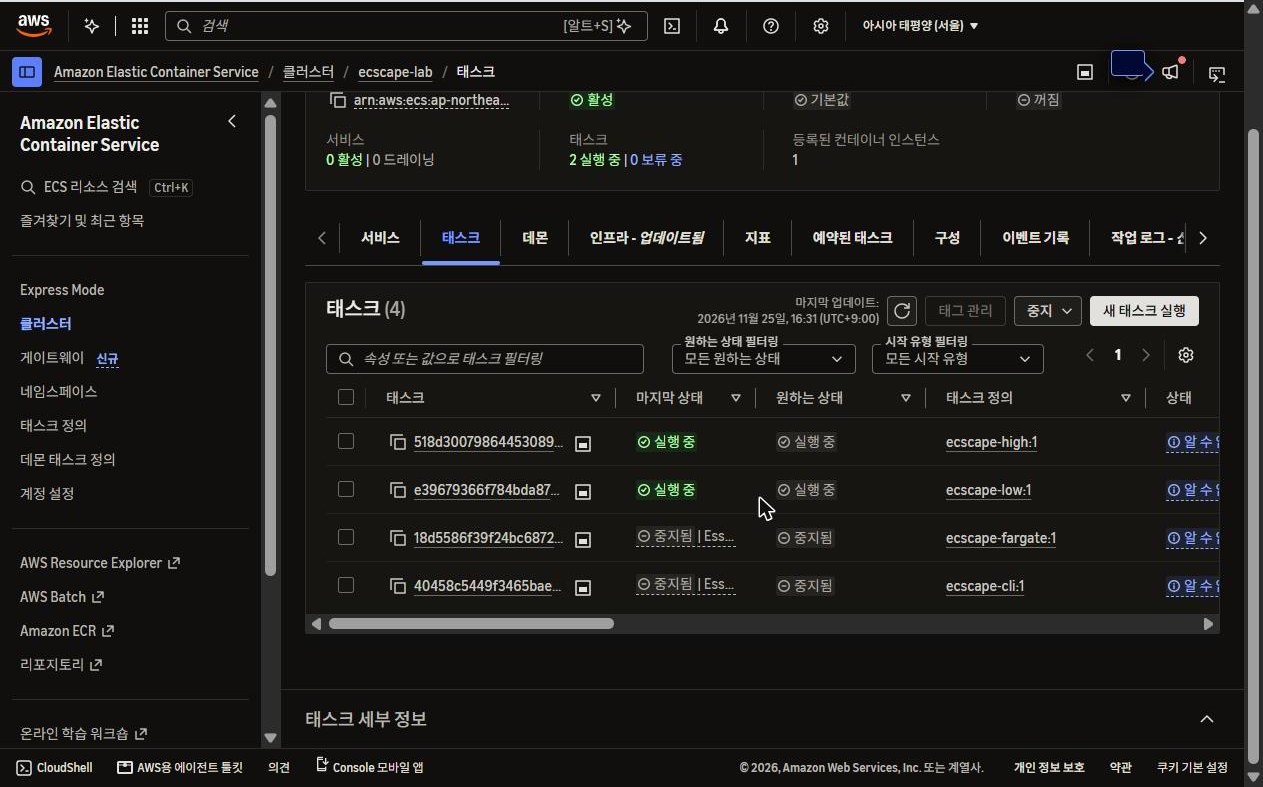 aws
검색 [알트+S]
아시아 태평양 (서울)
Amazon Elastic Container Service / 클러스터 / ecscape-lab / 태스크
Amazon Elastic
Container Service
ECS 리소스 검색 Ctrl+K
즐겨찾기 및 최근 항목
Express Mode
클러스터
게이트웨이 신규
네임스페이스
태스크 정의
데몬 태스크 정의
계정 설정
AWS Resource Explorer
AWS Batch
Amazon ECR
리포지토리
온라인 학습 워크숍
arn:aws:ecs:ap-northea... 활성 기본값 꺼짐
서비스 태스크 등록된 컨테이너 인스턴스
0 활성 | 0 드레이닝 2 실행 중 | 0 보류 중 1
서비스 태스크 데몬 인프라 - 업데이트됨 지표 예약된 태스크 구성 이벤트 기록 작업 로그 -
태스크 (4)
마지막 업데이트:
2026년 11월 25일, 16:31 (UTC+9:00)
태그 관리 중지 새 태스크 실행
속성 또는 값으로 태스크 필터링
원하는 상태 필터링
모든 원하는 상태
시작 유형 필터링
모든 시작 유형
1
태스크 마지막 상태 원하는 상태 태스크 정의 상태
518d30079864453089... 실행 중 실행 중 ecscape-high:1 알 수
e39679366f784bda87... 실행 중 실행 중 ecscape-low:1 알 수
18d5586f39f24bc6872... 중지됨 | Ess... 중지됨 ecscape-fargate:1 알 수
40458c5449f3465bae... 중지됨 | Ess... 중지됨 ecscape-cli:1 알 수
태스크 세부 정보
CloudShell AWS용 에이전트 툴킷 의견 Console 모바일 앱
© 2026, Amazon Web Services, Inc. 또는 계열사. 개인 정보 보호 약관 쿠키 기본 설정